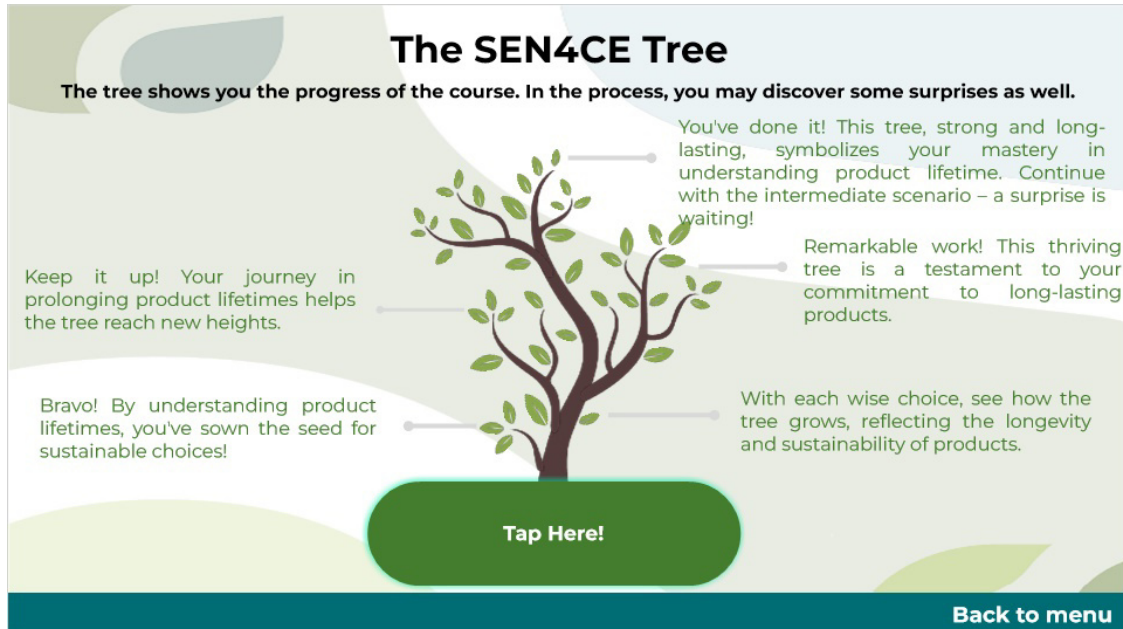 The SEN4CE Tree
The tree shows you the progress of the course. In the process, you may discover some surprises as well.
You've done it! This tree, strong and long-
lasting, symbolizes your mastery in
understanding product lifetime. Continue
with the intermediate scenario – a surprise is
waiting!
Remarkable work! This thriving
tree is a testament to your
commitment to long-lasting
products.
Keep it up! Your journey in
prolonging product lifetimes helps
the tree reach new heights.
With each wise choice, see how the
tree grows, reflecting the longevity
and sustainability of products.
Bravo! By understanding product
lifetimes, you've sown the seed for
sustainable choices!
Tap Here!
Back to menu